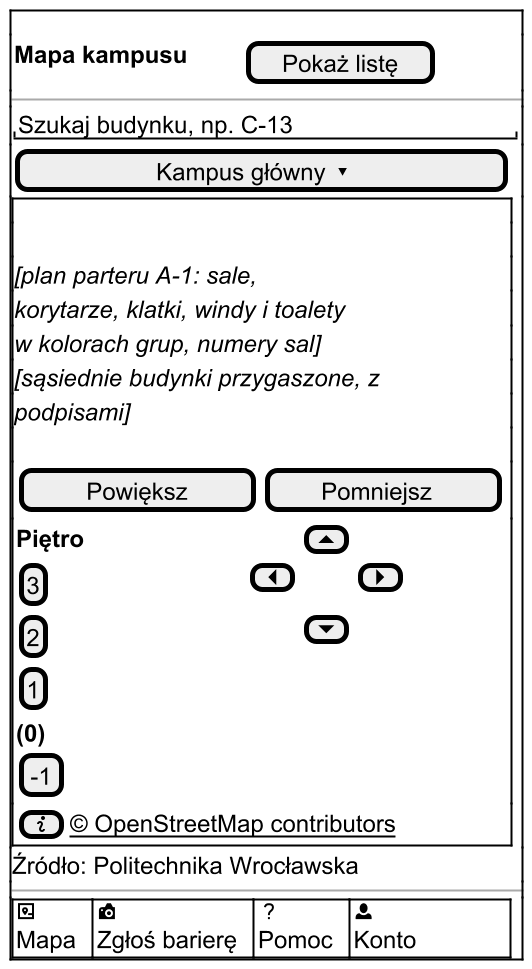 Mapa kampusu
Pokaż listę
Szukaj budynku, np. C-13
Kampus główny ▾
[plan parteru A-1: sale,
korytarze, klatki, windy i toalety
w kolorach grup, numery sal]
[sąsiednie budynki przygaszone, z
podpisami]
Powiększ Pomniejsz
Piętro
3
2
1
(0)
-1
i © OpenStreetMap contributors
Źródło: Politechnika Wrocławska
?
Mapa Zgłoś barierę Pomoc Konto